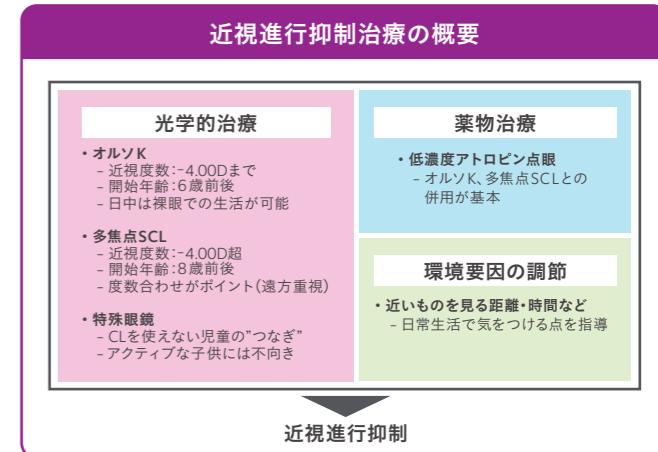 近視進行抑制治療の概要
光学的治療
・オルソK
– 近視度数：-4.00Dまで
– 開始年齢：6歳前後
– 日中は裸眼での生活が可能
・多焦点SCL
– 近視度数：-4.00D超
– 開始年齢：8歳前後
– 度数合わせがポイント（遠方重視）
・特殊眼鏡
– CLを使えない児童の”つなぎ”
– アクティブな子供には不向き
薬物治療
・低濃度アトロピン点眼
– オルソK、多焦点SCLとの
併用が基本
環境要因の調節
・近いものを見る距離・時間など
– 日常生活で気をつける点を指導
近視進行抑制